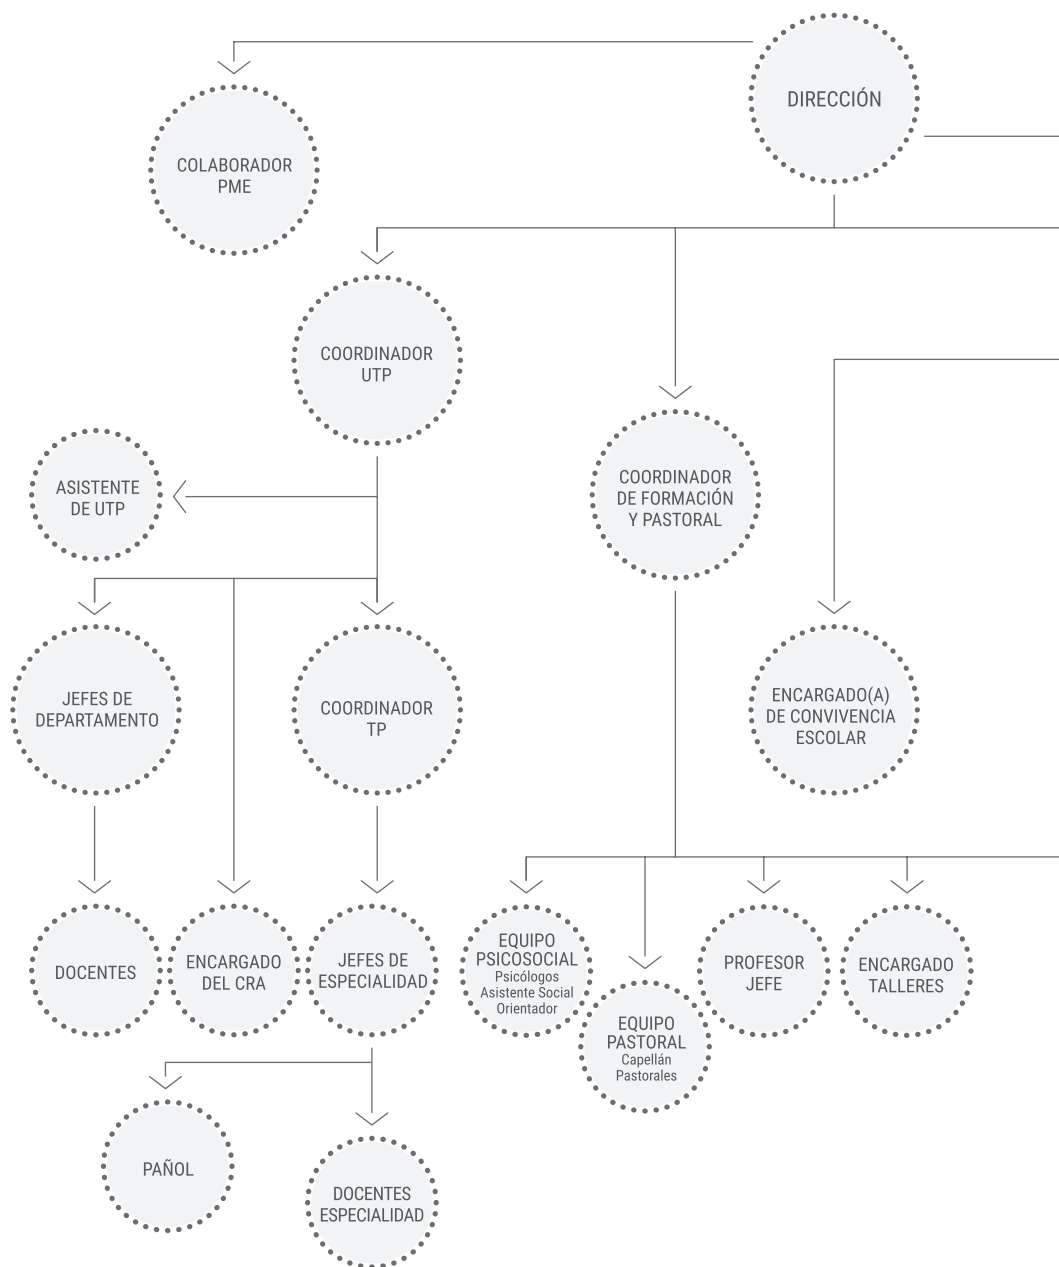 DIRECCIÓN
COLABORADOR
PME
COORDINADOR
UTP
ASISTENTE
DE UTP
COORDINADOR
DE FORMACIÓN
Y PASTORAL
JEFES DE
DEPARTAMENTO
COORDINADOR
TP
ENCARGADO(A)
DE CONVIVENCIA
ESCOLAR
DOCENTES
ENCARGADO
DEL CRA
JEFES DE
ESPECIALIDAD
EQUIPO
PSICOSOCIAL
Psicólogos
Asistente Social
Orientador
EQUIPO
PASTORAL
Capellán
Pastorales
PROFESOR
JEFE
ENCARGADO
TALLERES
PAÑOL
DOCENTES
ESPECIALIDAD